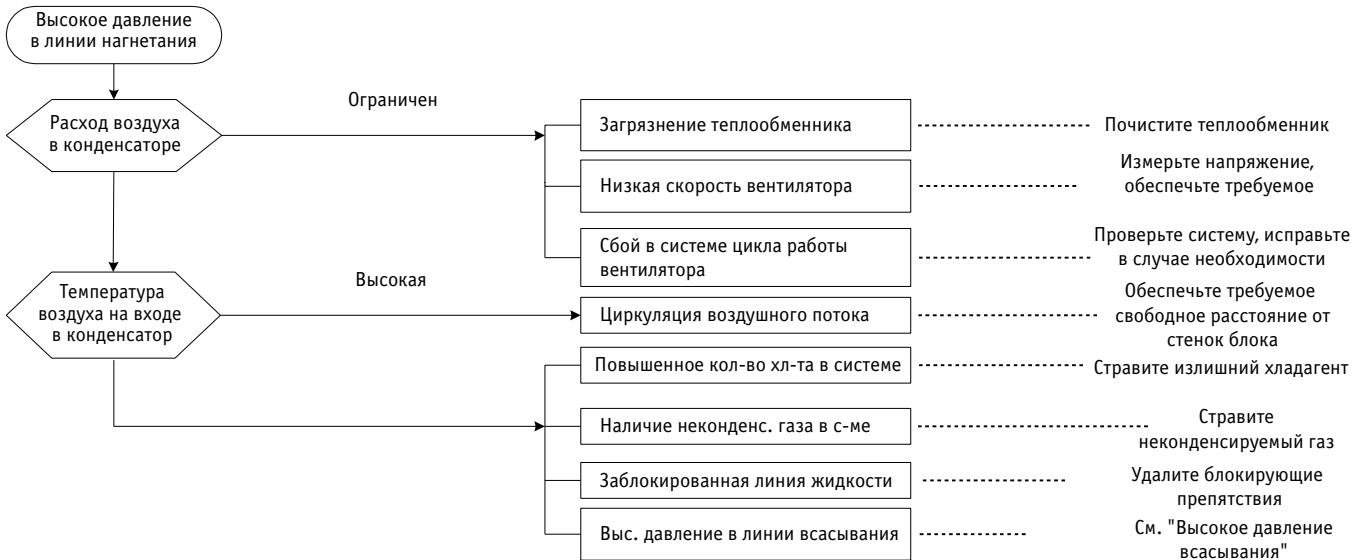 Высокое давление
в линии нагнетания
Расход воздуха
в конденсаторе
Ограничен
Загрязнение теплообменника
Почистите теплообменник
Низкая скорость вентилятора
Измерьте напряжение,
обеспечьте требуемое
Сбой в системе цикла работы
вентилятора
Проверьте систему, исправьте
в случае необходимости
Температура
воздуха на входе
в конденсатор
Высокая
Циркуляция воздушного потока
Обеспечьте требуемое
свободное расстояние от
стенок блока
Повышенное кол-во хл-та в системе
Стравите излишний хладагент
Наличие неконденс. газа в с-ме
Стравите
неконденсируемый газ
Заблокированная линия жидкости
Удалите блокирующие
препятствия
Выс. давление в линии всасывания
См. "Высокое давление
всасывания"